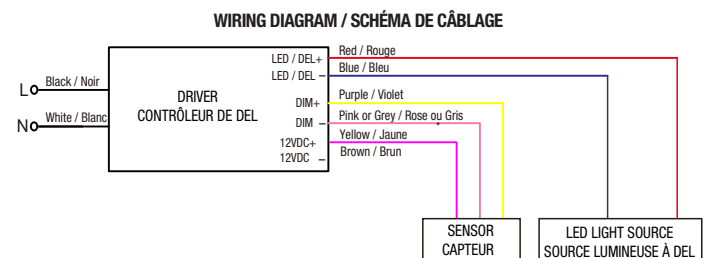 WIRING DIAGRAM / SCHÉMA DE CÂBLAGE
LED / DEL+
Red / Rouge
LED / DEL –
Blue / Bleu
L
Black / Noir
DRIVER
CONTRÔLEUR DE DEL
DIM+
Purple / Violet
N
White / Blanc
DIM –
Pink or Grey / Rose ou Gris
12VDC+
Yellow / Jaune
12VDC –
Brown / Brun
SENSOR
CAPTEUR
LED LIGHT SOURCE
SOURCE LUMINEUSE À DEL